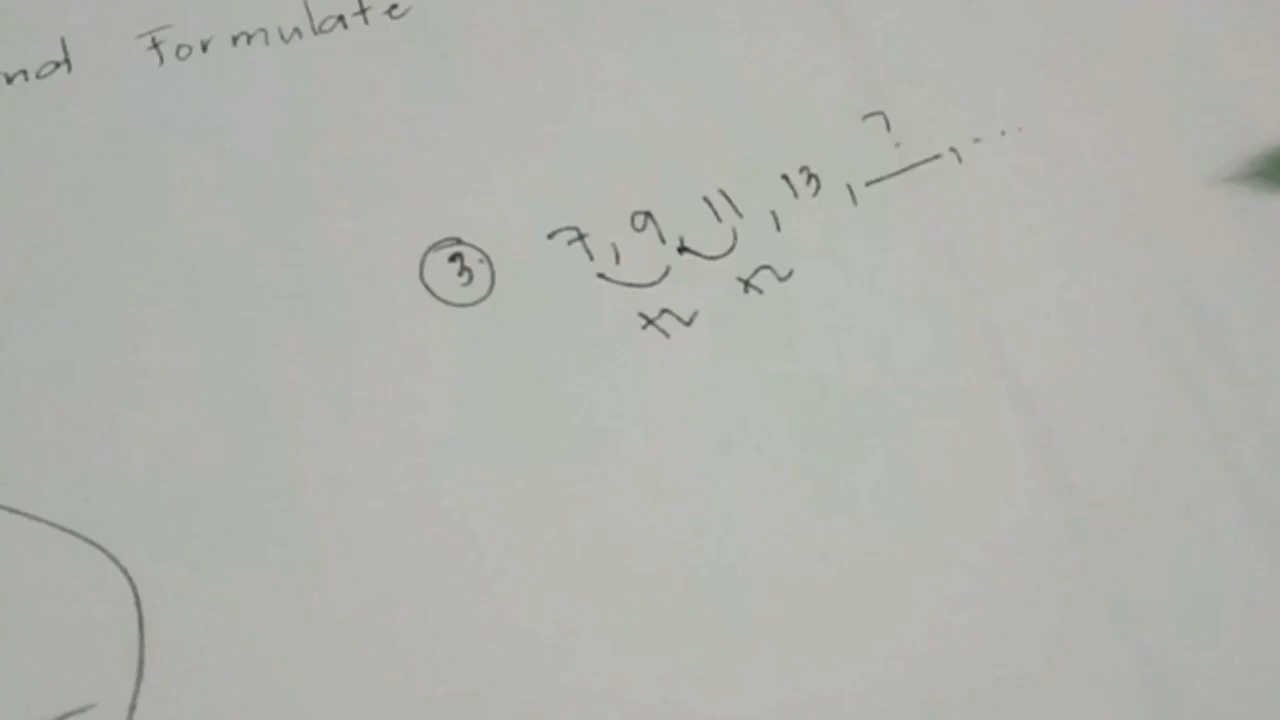 nd Formulate
3 7, 9, 11, 13, ?, ...
+2 +2